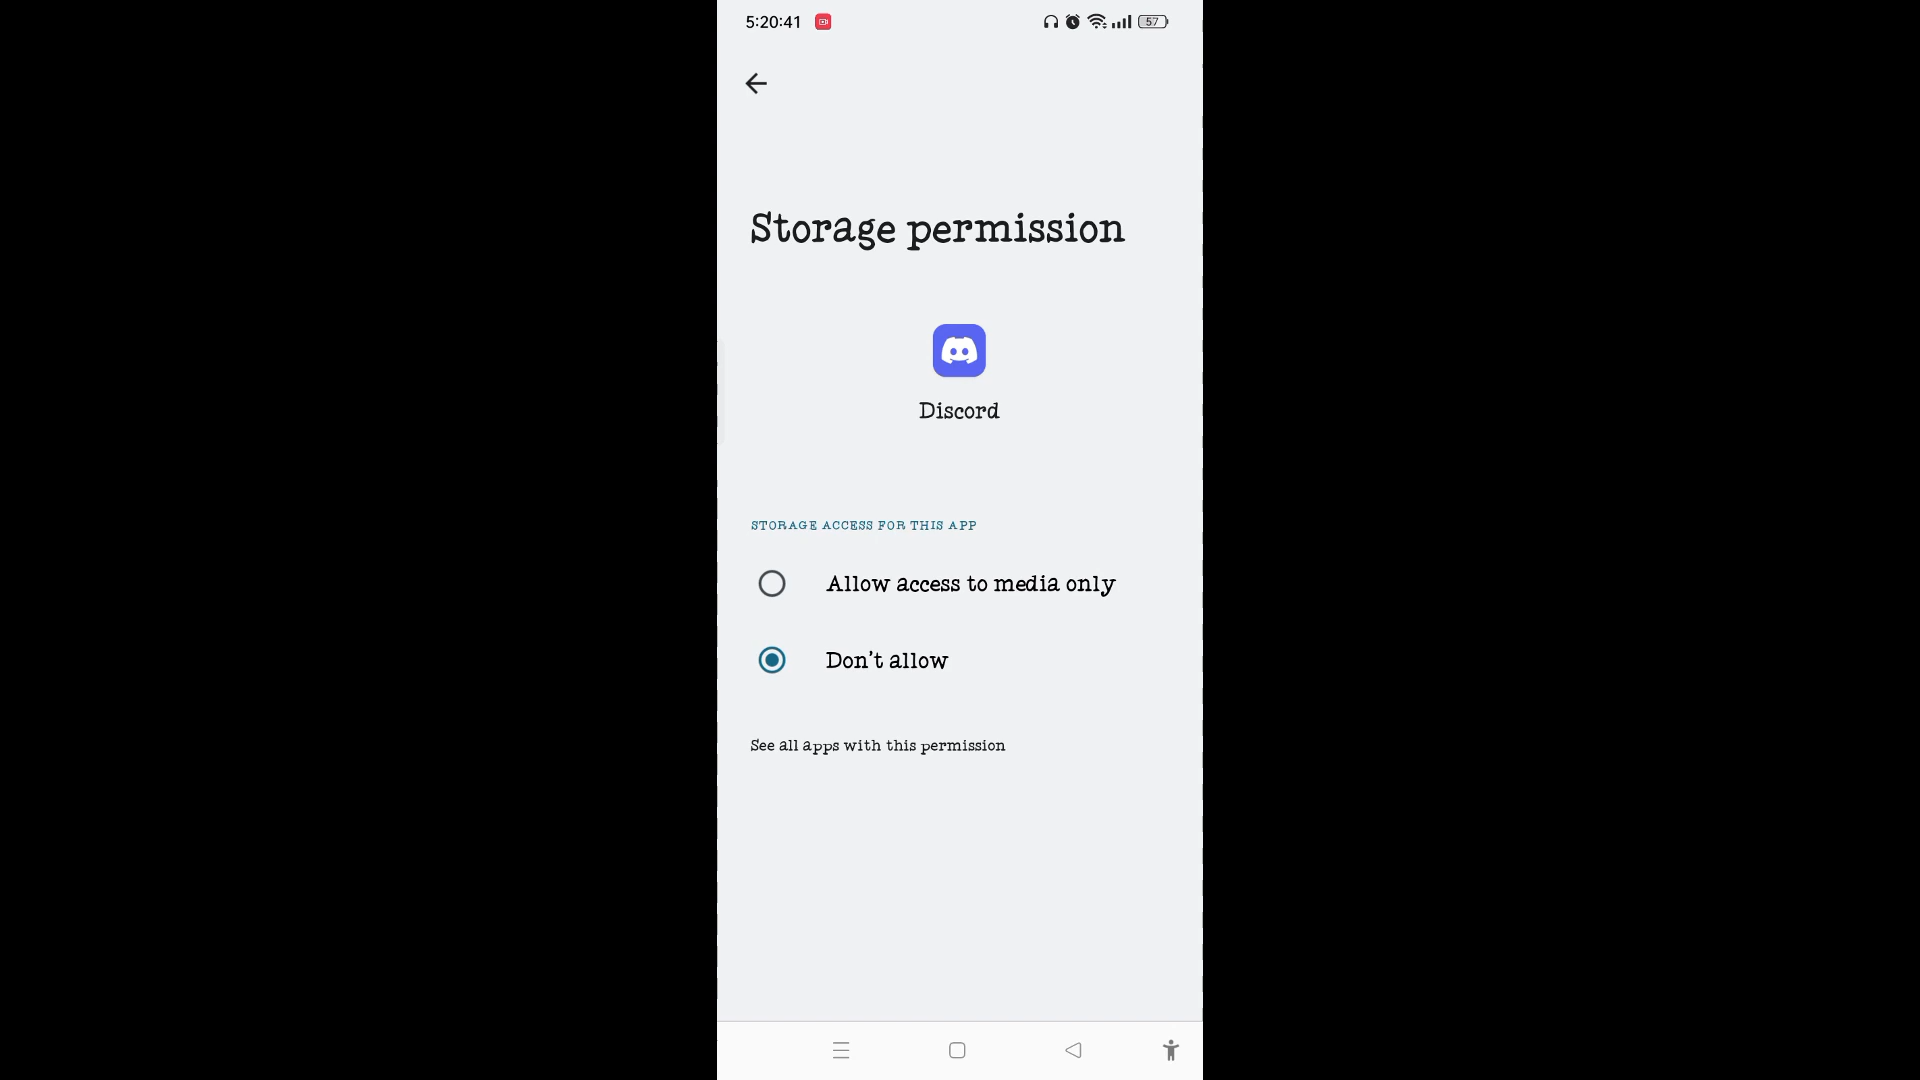 5:20:41
57
Storage permission
Discord
STORAGE ACCESS FOR THIS APP
Allow access to media only
Don't allow
See all apps with this permission